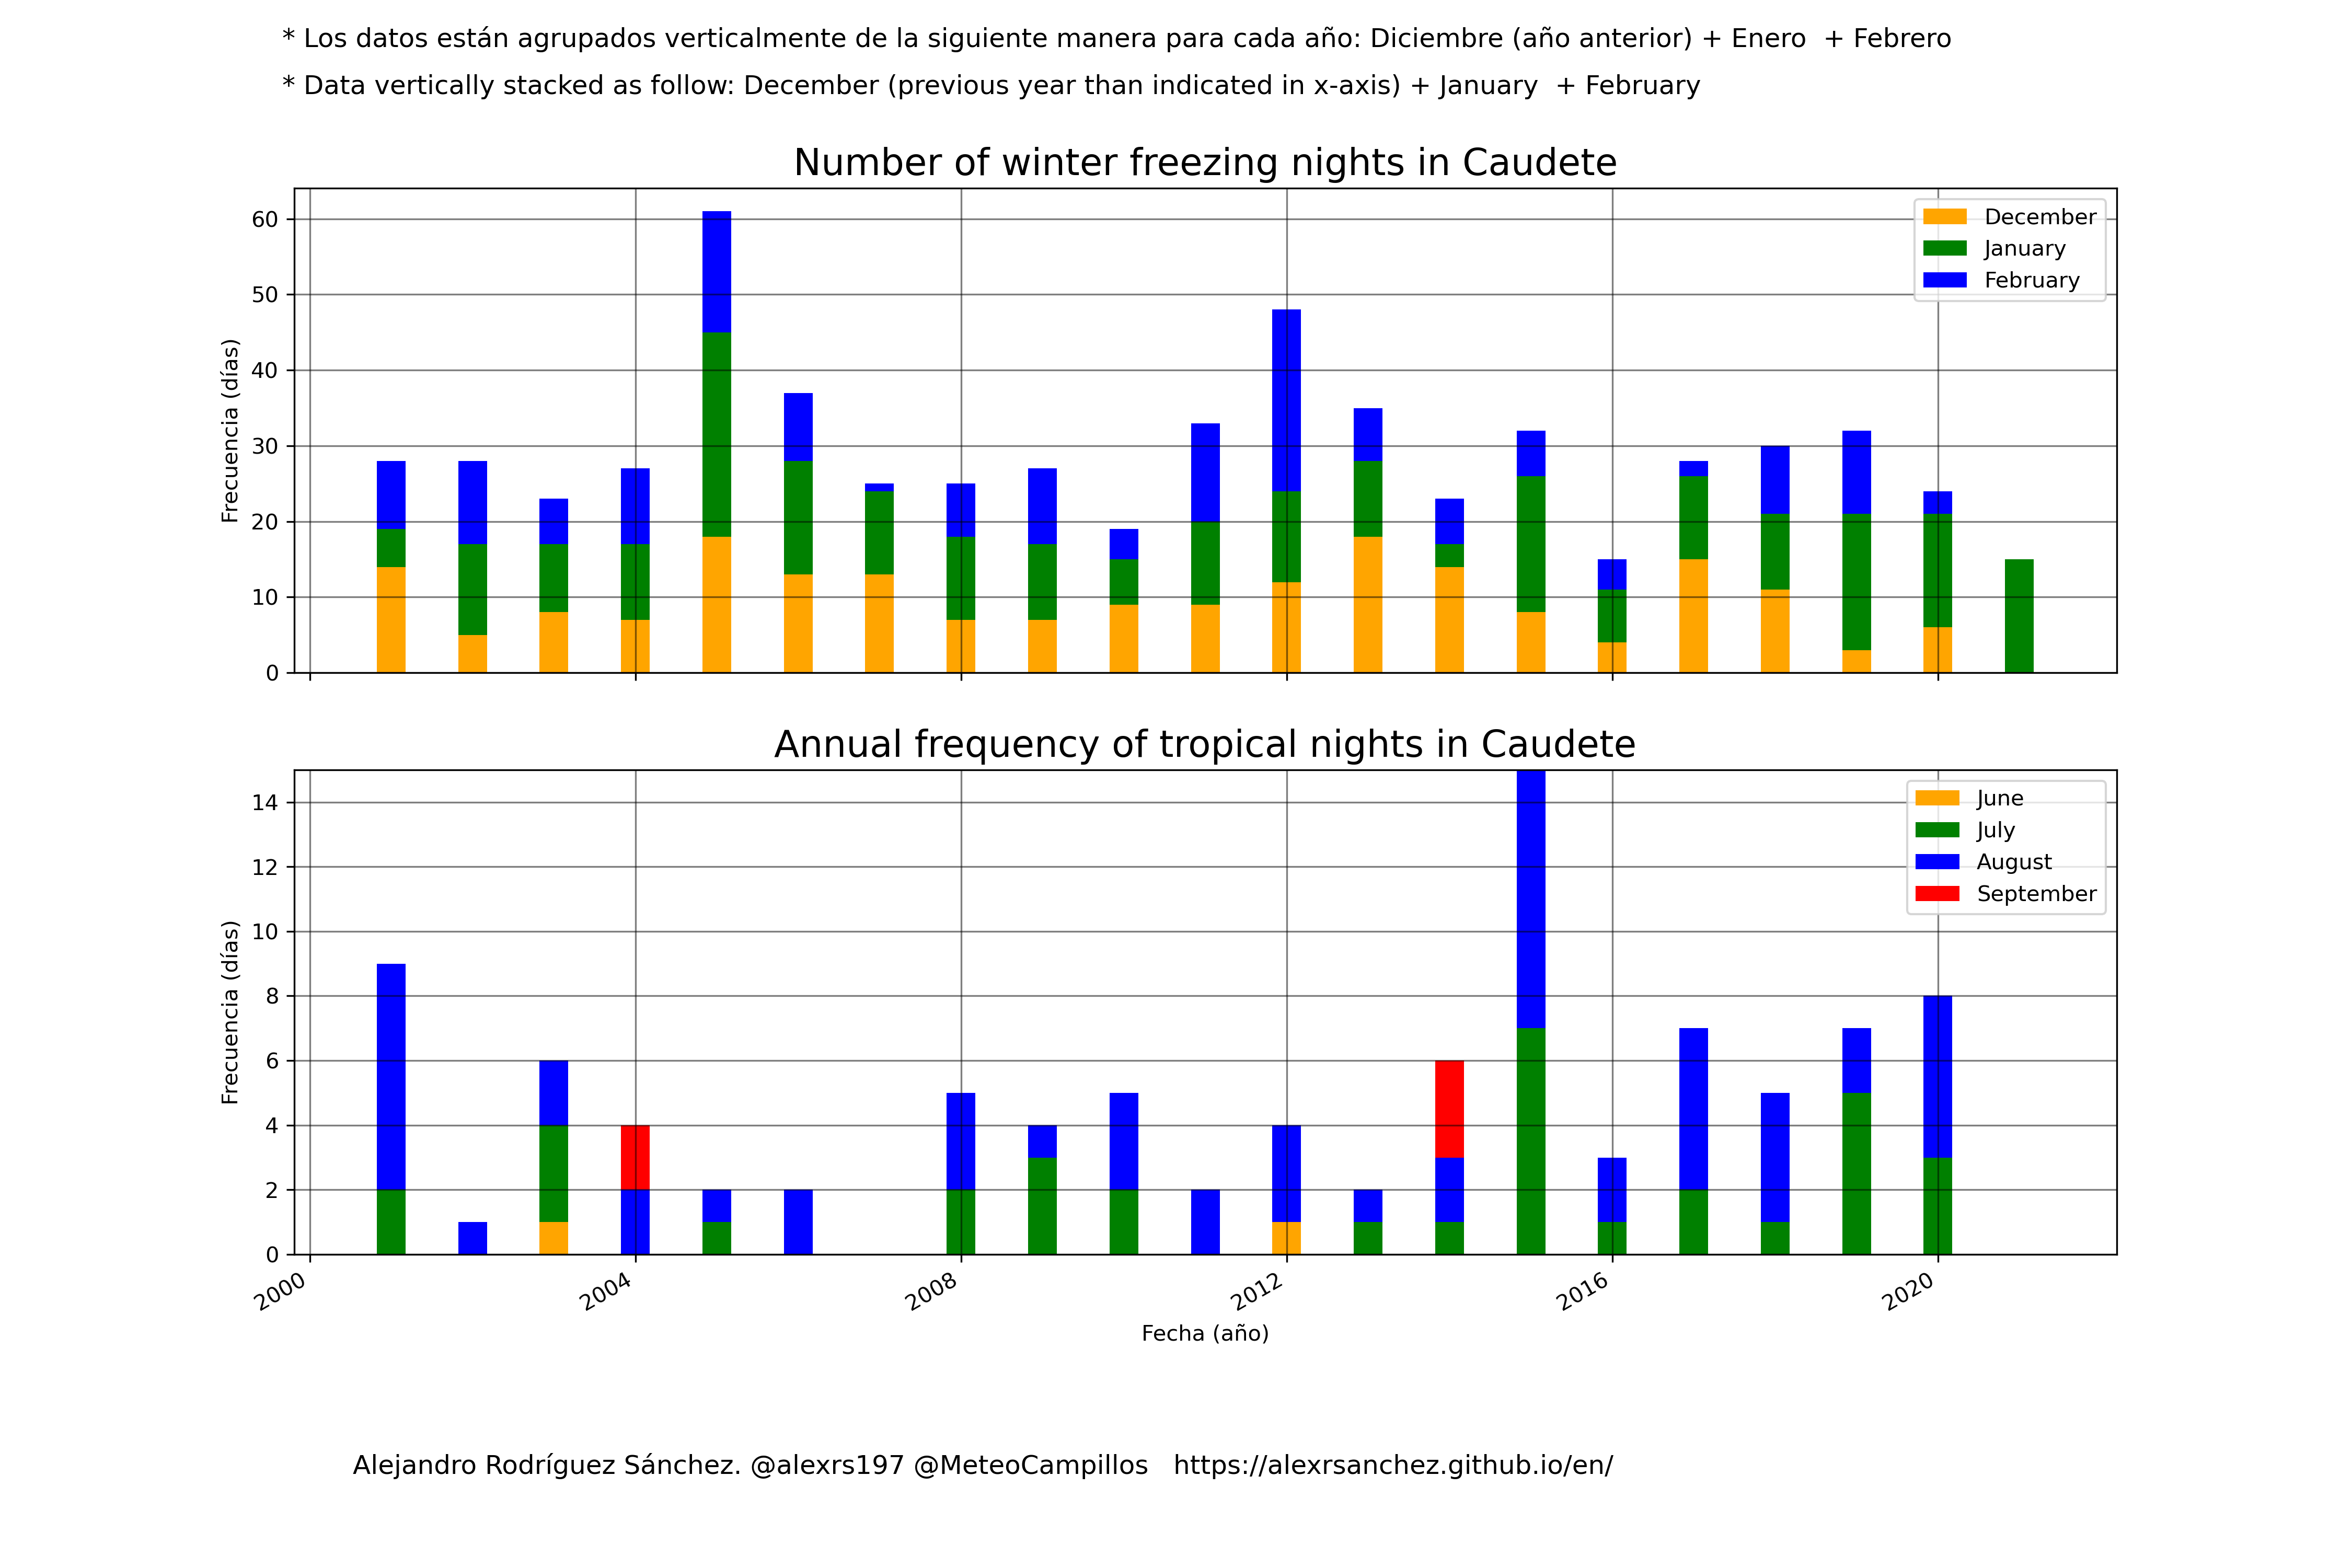 * Los datos están agrupados verticalmente de la siguiente manera para cada año: Diciembre (año anterior) + Enero  + Febrero
* Data vertically stacked as follow: December (previous year than indicated in x-axis) + January  + February
Number of winter freezing nights in Caudete
Frecuencia (días)
60
50
40
30
20
10
0
December
January
February
Annual frequency of tropical nights in Caudete
Frecuencia (días)
14
12
10
8
6
4
2
0
June
July
August
September
2000
2004
2008
2012
2016
2020
Fecha (año)
Alejandro Rodríguez Sánchez. @alexrs197 @MeteoCampillos   https://alexrsanchez.github.io/en/